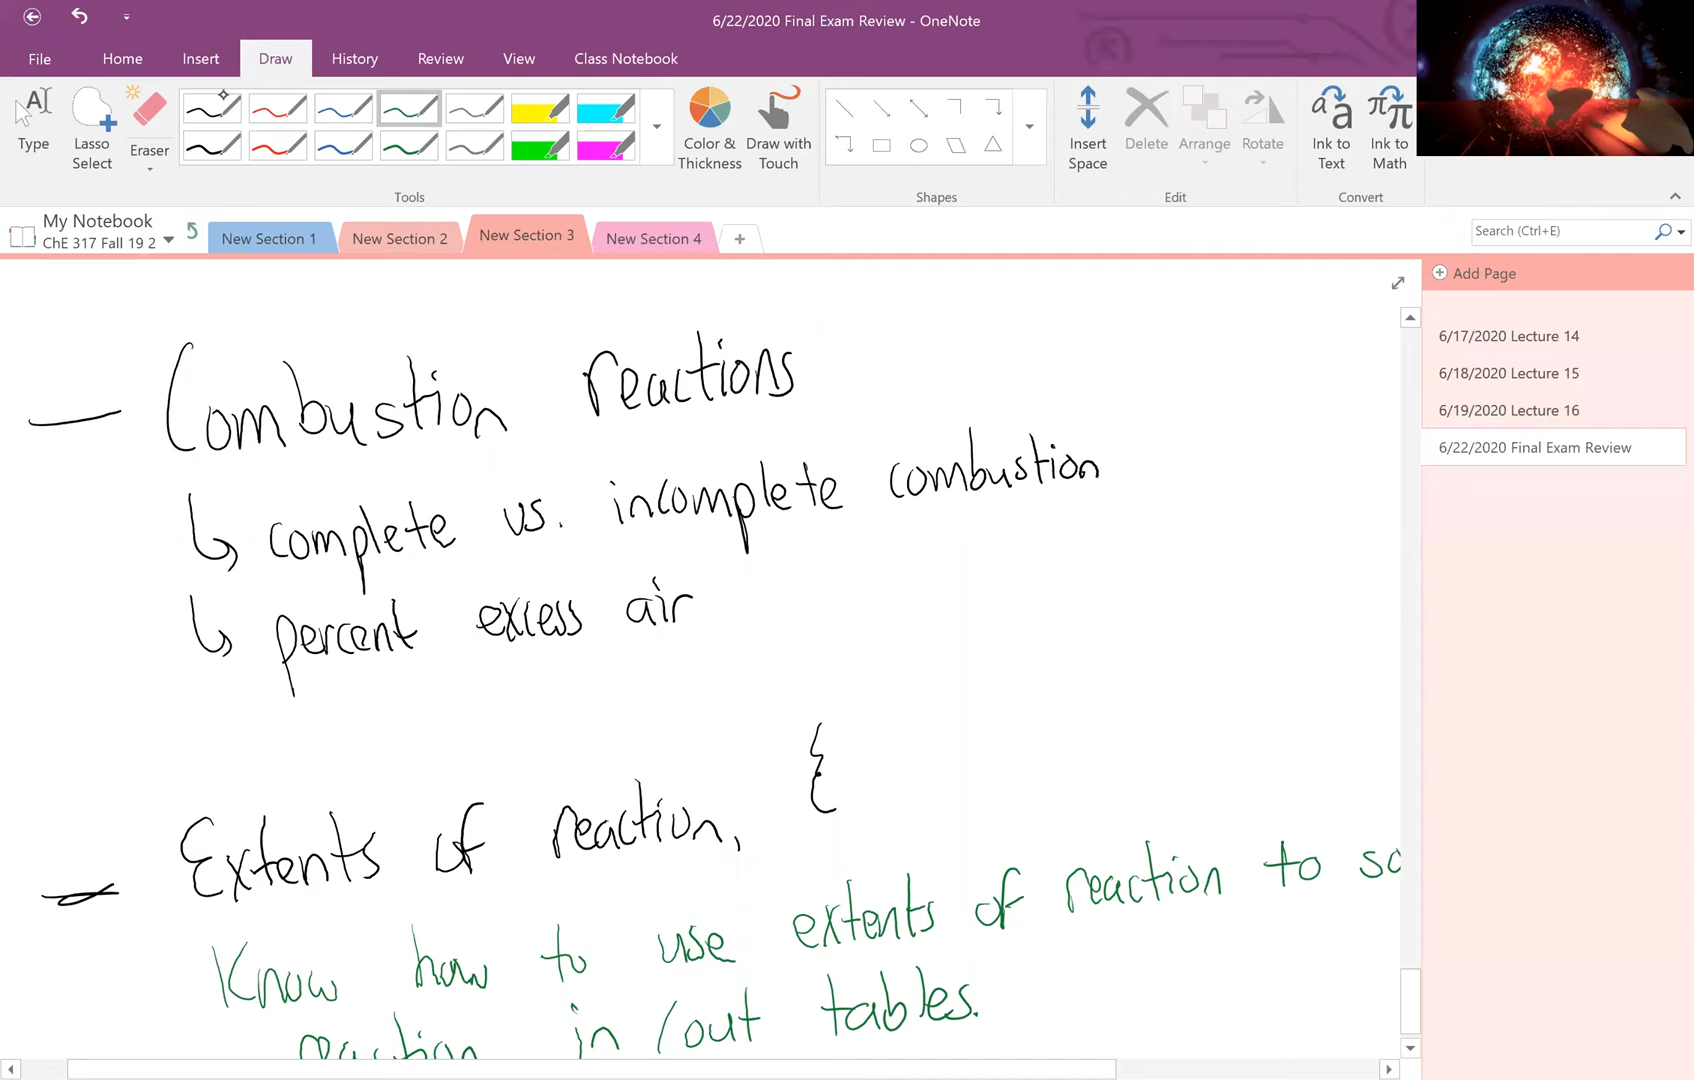 6/22/2020 Final Exam Review - OneNote
File Home Insert Draw History Review View Class Notebook
Type Lasso Select Eraser Color & Thickness Draw with Touch Insert Space Delete Arrange Rotate Ink to Text Ink to Math
Tools Shapes Edit Convert
My Notebook
ChE 317 Fall 19 2
New Section 1 New Section 2 New Section 3 New Section 4
Search (Ctrl+E)
Add Page
6/17/2020 Lecture 14
6/18/2020 Lecture 15
6/19/2020 Lecture 16
6/22/2020 Final Exam Review
— Combustion reactions
↳ complete vs. incomplete combustion
↳ percent excess air
— Extents of reaction, ξ
Know how to use extents of reaction to so
reaction in/out tables.